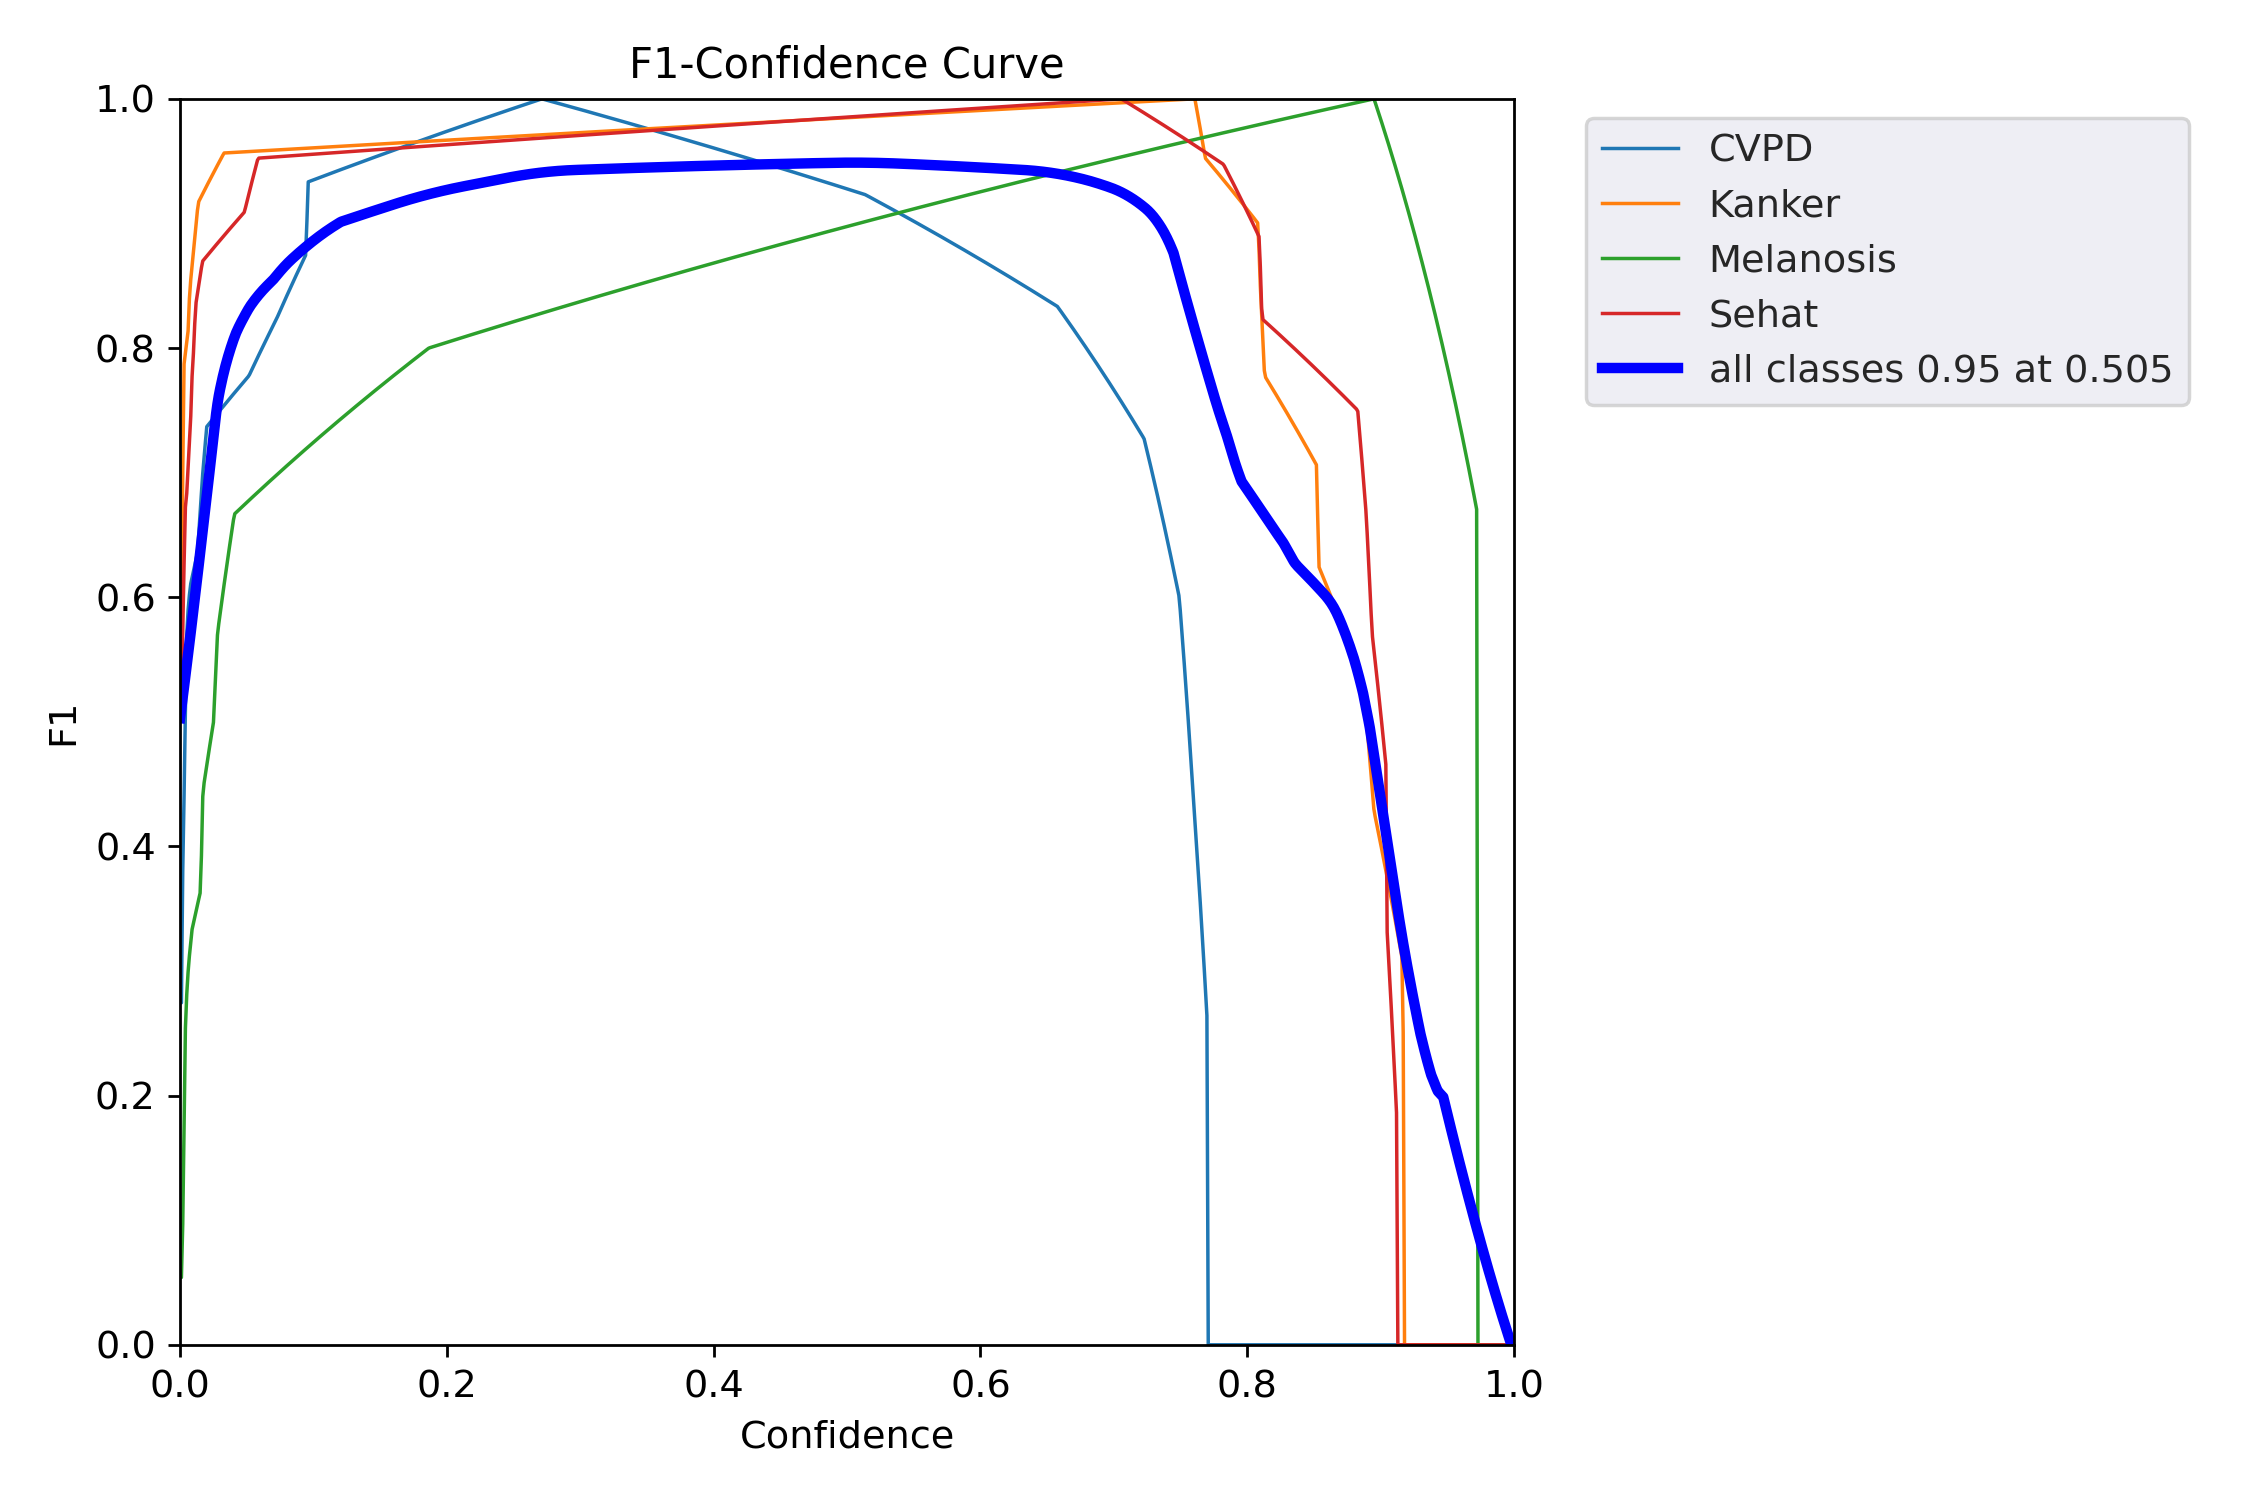 F1-Confidence Curve
1.0
0.8
0.6
0.4
0.2
0.0
F1
0.0 0.2 0.4 0.6 0.8 1.0
Confidence
CVPD
Kanker
Melanosis
Sehat
all classes 0.95 at 0.505